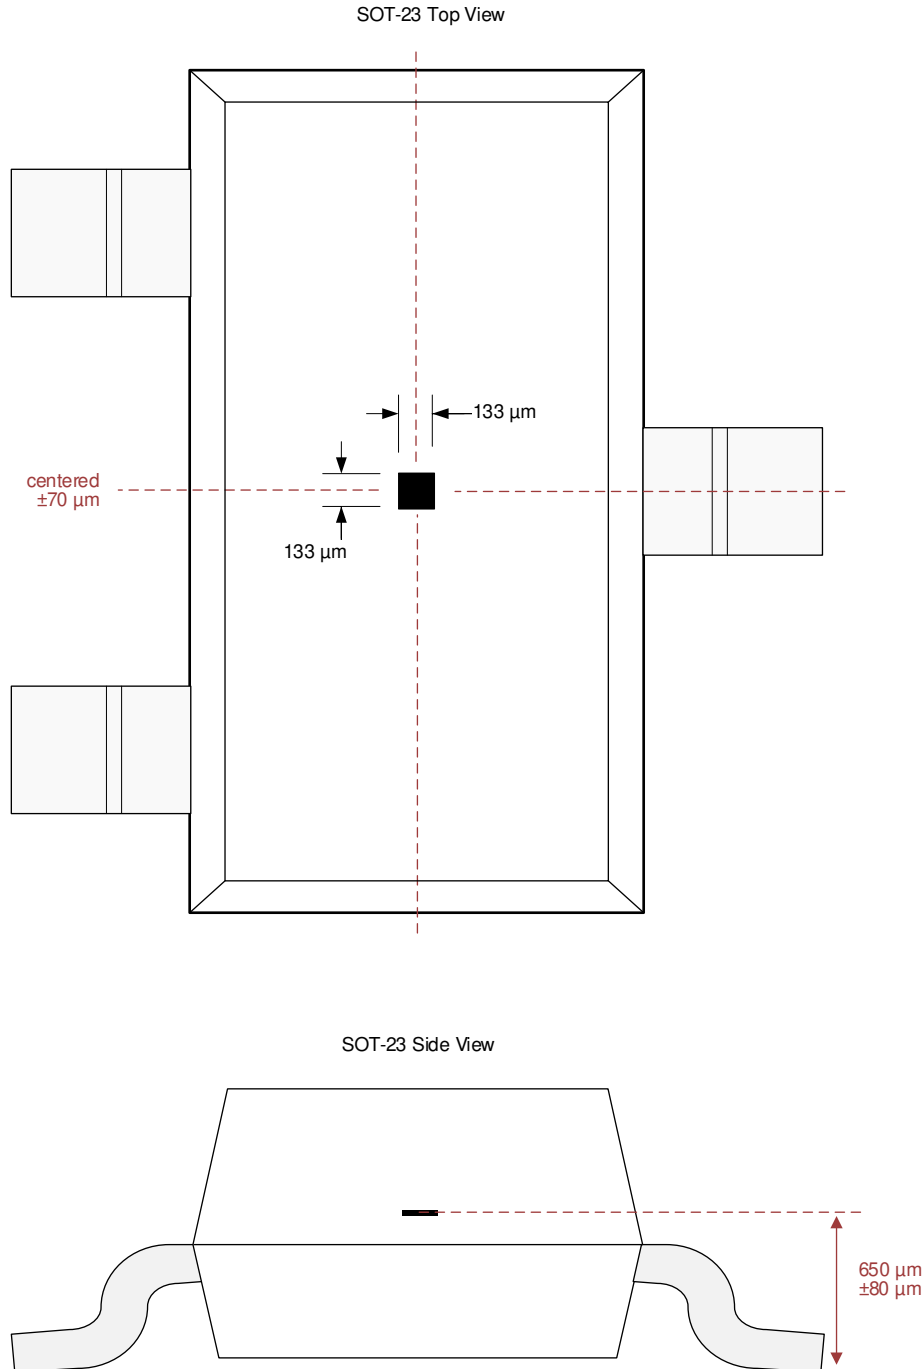 SOT-23 Top View
133 µm
centered
±70 µm
133 µm
SOT-23 Side View
650 µm
±80 µm